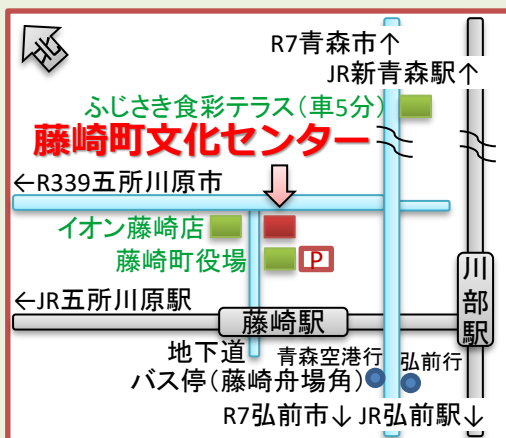 北
R7青森市↑
JR新青森駅↑
ふじさき食彩テラス(車5分)
藤崎町文化センター
←R339五所川原市
イオン藤崎店
藤崎町役場
P
川部駅
←JR五所川原駅
藤崎駅
地下道
青森空港行
弘前行
バス停(藤崎舟場角)
R7弘前市↓ JR弘前駅↓